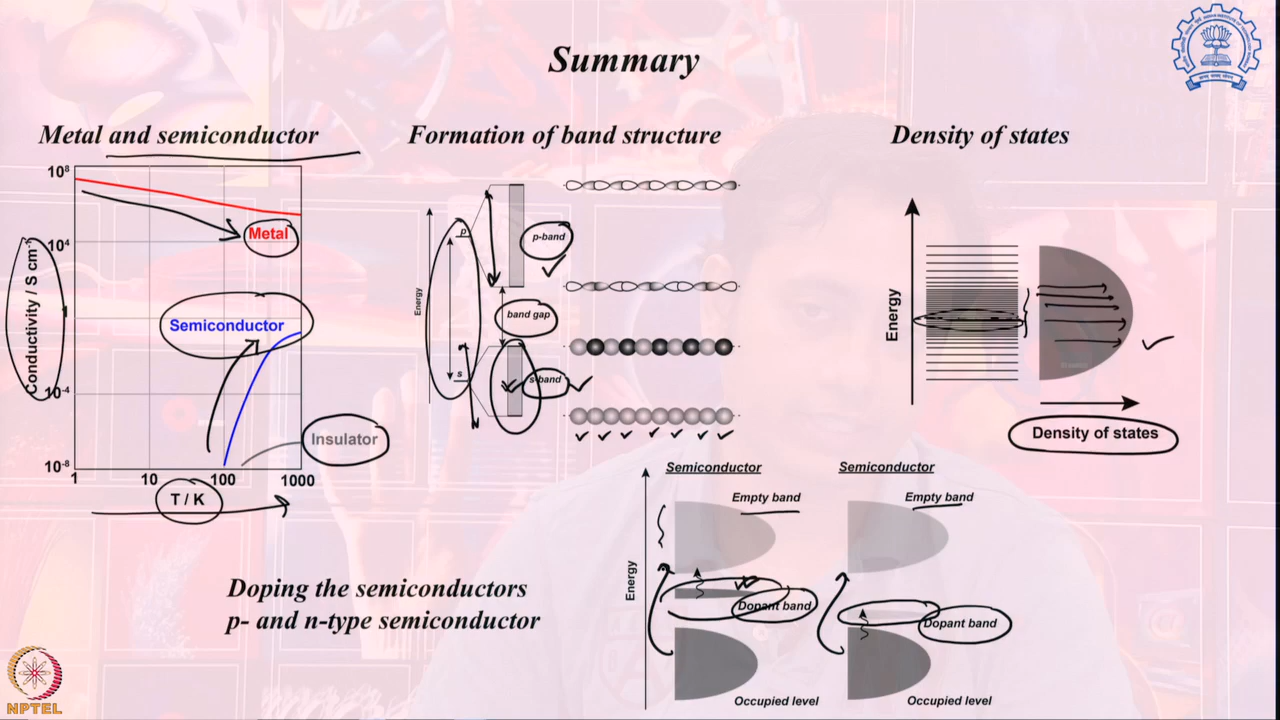 Summary
Metal and semiconductor
10⁸
10⁴
10⁻⁴
10⁻⁸
Conductivity / S cm⁻¹
Metal
Semiconductor
Insulator
1
10
100
1000
T / K
Formation of band structure
Energy
p
s
p-band
band gap
s-band
Density of states
Energy
Density of states
Doping the semiconductors
p- and n-type semiconductor
Energy
Semiconductor
Empty band
Dopant band
Occupied level
Semiconductor
Empty band
Dopant band
Occupied level
NPTEL